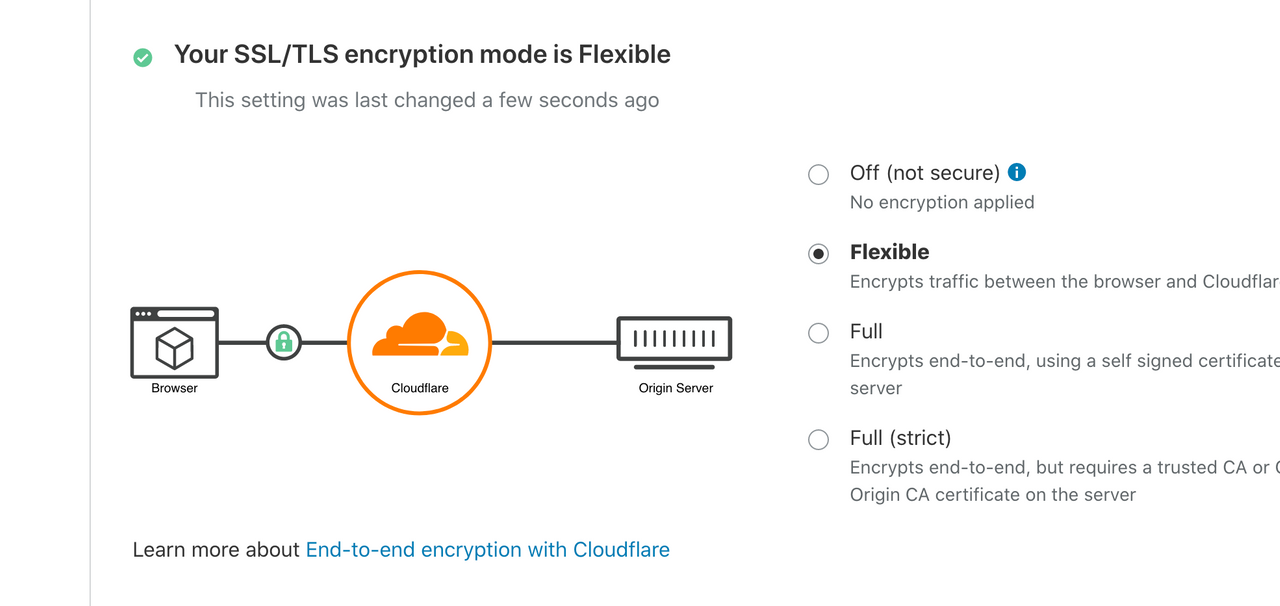 Your SSL/TLS encryption mode is Flexible
This setting was last changed a few seconds ago
Browser
Cloudflare
Origin Server
Off (not secure)
No encryption applied
Flexible
Encrypts traffic between the browser and
Full
Encrypts end-to-end, using a self signed certificate
server
Full (strict)
Encrypts end-to-end, but requires a trusted CA or
Origin CA certificate on the server
Learn more about End-to-end encryption with Cloudflare